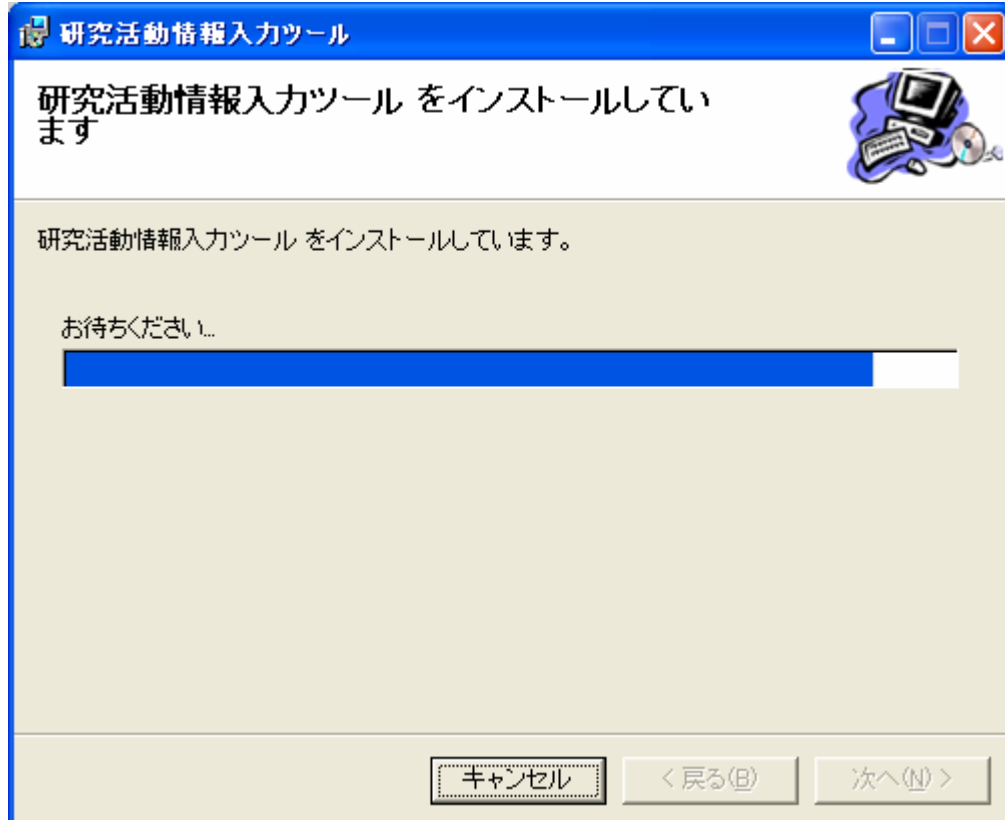 研究活動情報入力ツール
研究活動情報入力ツール をインストールしてい
ます
研究活動情報入力ツール をインストールしています。
お待ちください...
キャンセル
< 戻る(B)
次へ(N) >